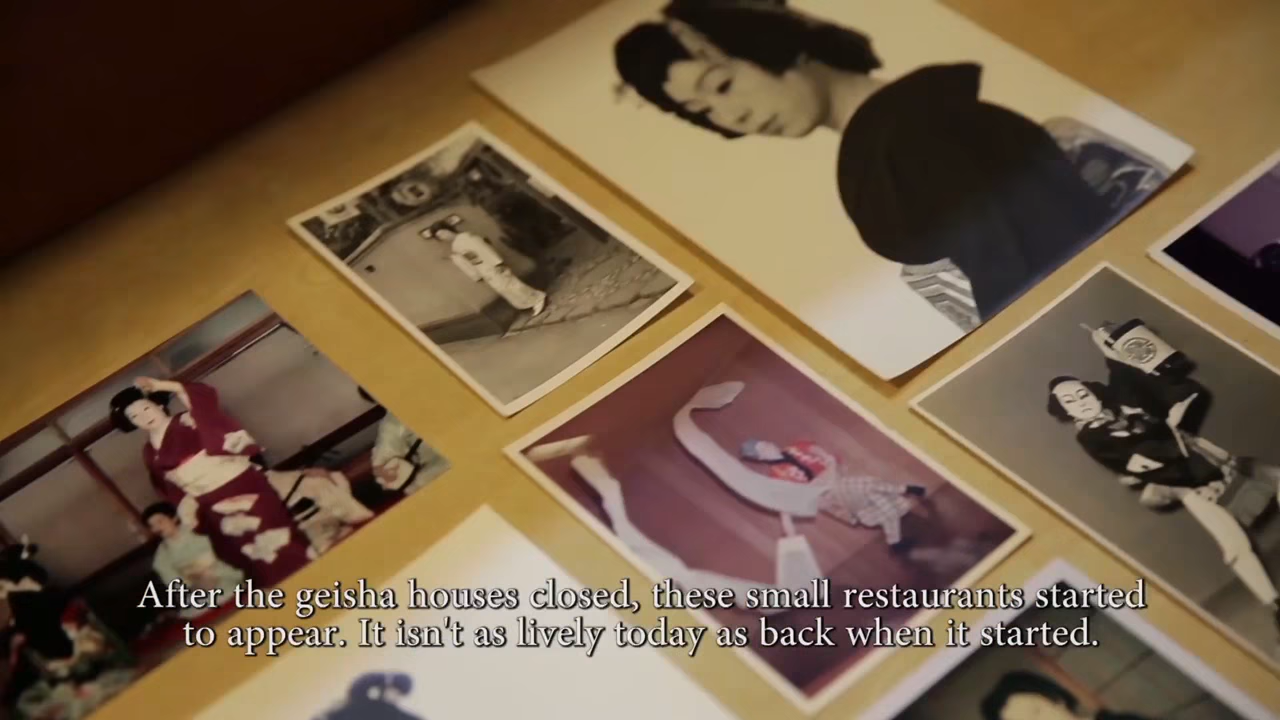 After the geisha houses closed, these small restaurants started
to appear. It isn't as lively today as back when it started.